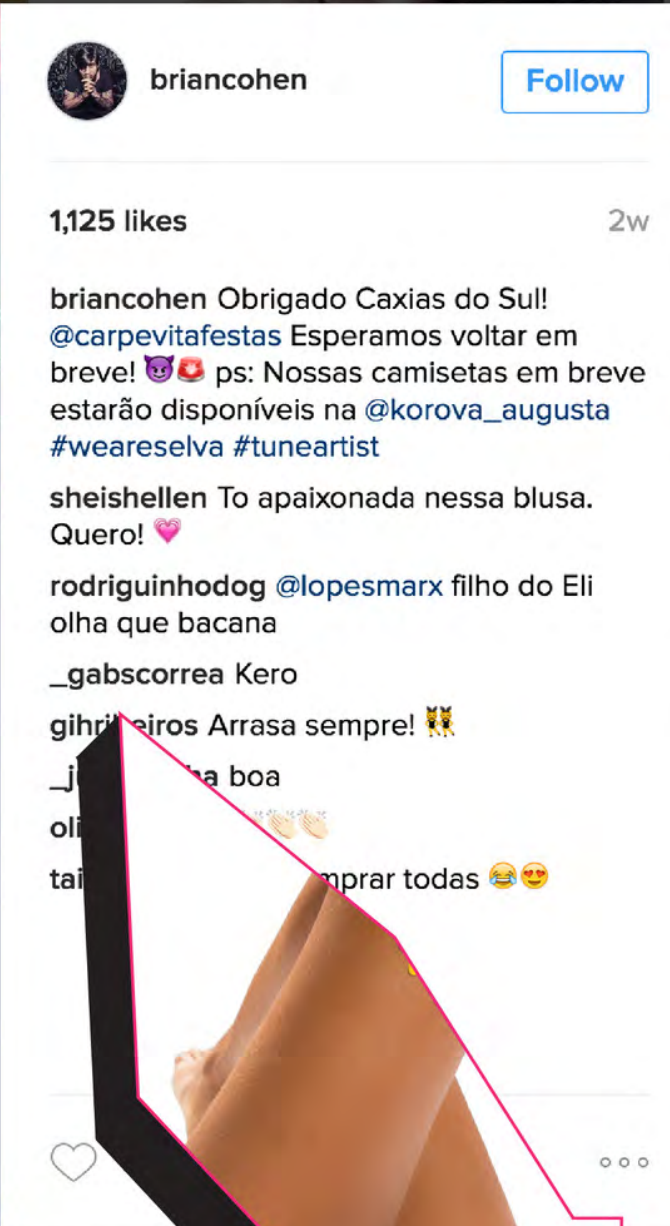 briancohen
Follow
1,125 likes
2w
briancohen Obrigado Caxias do Sul!
@carpevitafestas Esperamos voltar em
breve! 😈🚨 ps: Nossas camisetas em breve
estarão disponíveis na @korova_augusta
#weareselva #tuneartist
sheishellen To apaixonada nessa blusa.
Quero! 💗
rodriguinhodog @lopesmarx filho do Eli
olha que bacana
_gabscorrea Kero
Arrasa sempre! 👯
boa
👏🏻👏🏻
todas 😂😍